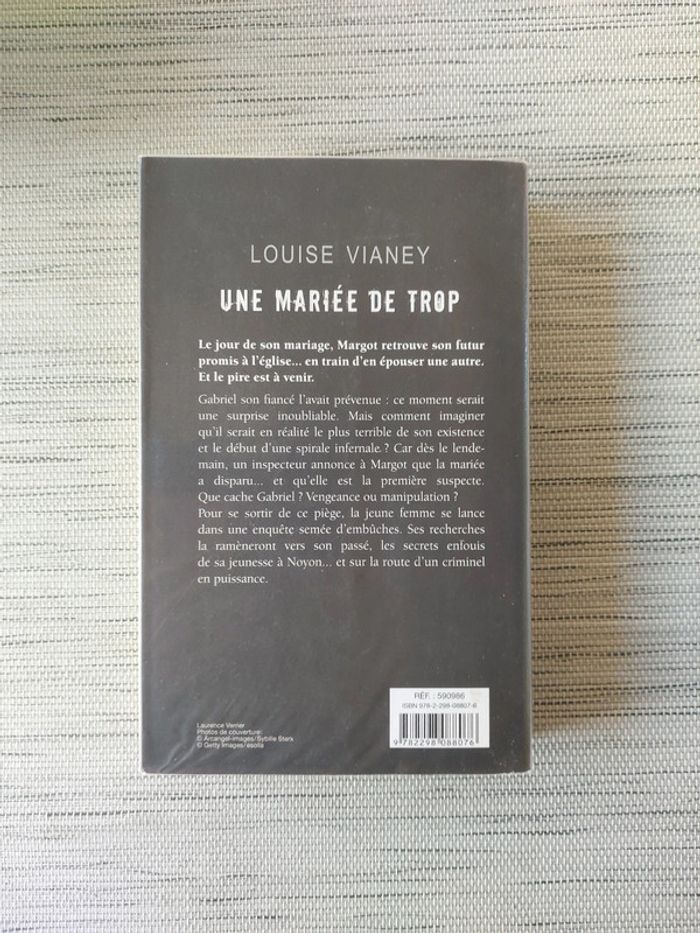 LOUISE VIANEY
UNE MARIÉE DE TROP
Le jour de son mariage, Margot retrouve son futur
promis à l'église... en train d'en épouser une autre.
Et le pire est à venir.
Gabriel son fiancé l'avait prévenue : ce moment serait
une surprise inoubliable. Mais comment imaginer
qu'il serait en réalité le plus terrible de son existence
et le début d'une spirale infernale ? Car dès le lende-
main, un inspecteur annonce à Margot que la mariée
a disparu... et qu'elle est la première suspecte.
Que cache Gabriel ? Vengeance ou manipulation ?
Pour se sortir de ce piège, la jeune femme se lance
dans une enquête semée d'embûches. Ses recherches
la ramèneront vers son passé, les secrets enfouis
de sa jeunesse à Noyon... et sur la route d'un criminel
en puissance.
RÉF. : 590986
ISBN 978-2-298-08807-6
9 782298 088076
Laurence Verrier
Photos de couverture:
© Arcangel-images/Sybille Sterk
© Getty Images/esolla